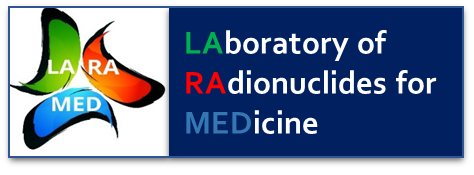 LA RA
MED
LAboratory of
RAdionuclides for
MEDicine